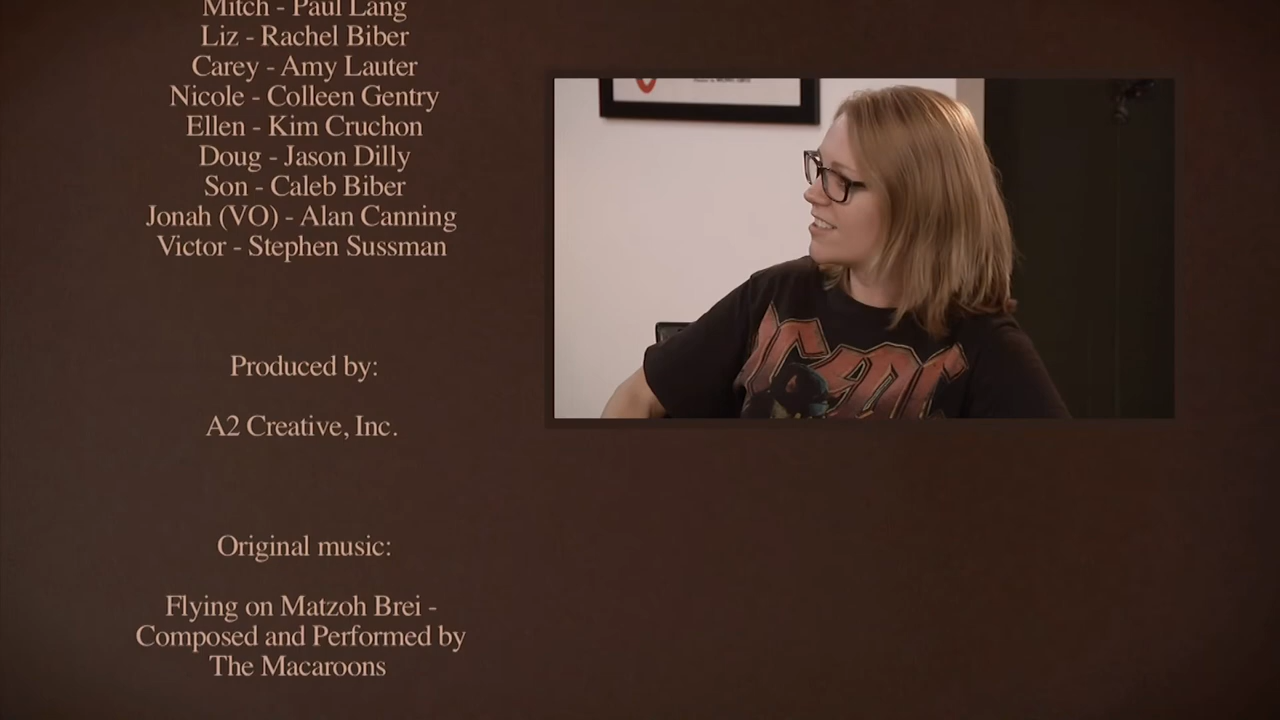 Mitch - Paul Lang
Liz - Rachel Biber
Carey - Amy Lauter
Nicole - Colleen Gentry
Ellen - Kim Cruchon
Doug - Jason Dilly
Son - Caleb Biber
Jonah (VO) - Alan Canning
Victor - Stephen Sussman
Produced by:
A2 Creative, Inc.
Original music:
Flying on Matzoh Brei -
Composed and Performed by
The Macaroons